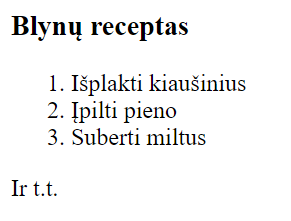 Blynų receptas
1. Išplakti kiaušinius
2. Įpilti pieno
3. Suberti miltus
Ir t.t.